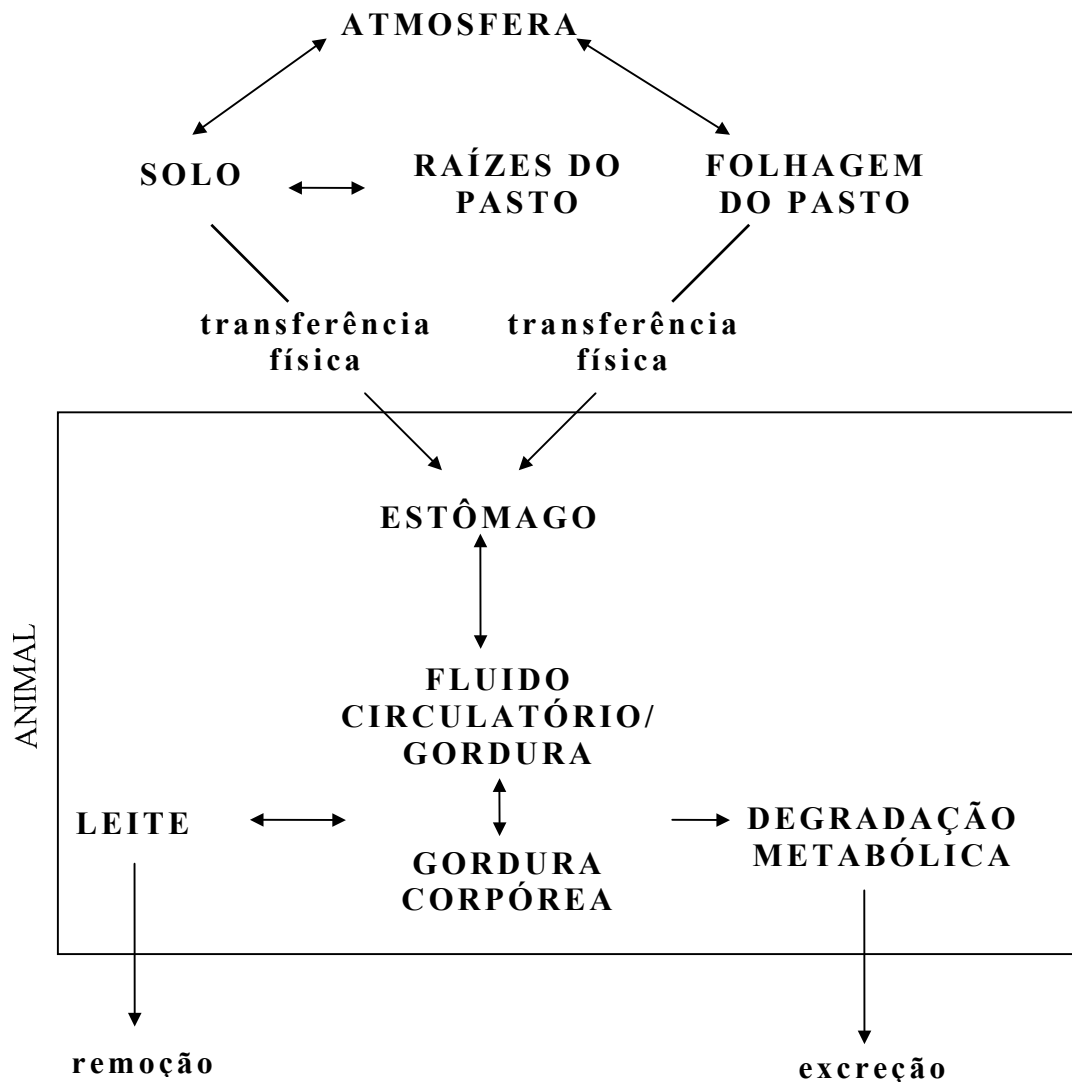 ATMOSFERA
SOLO
RAÍZES DO
PASTO
FOLHAGEM
DO PASTO
transferência
física
transferência
física
ANIMAL
ESTÔMAGO
FLUIDO
CIRCULATÓRIO/
GORDURA
LEITE
GORDURA
CORPÓREA
DEGRADAÇÃO
METABÓLICA
remoção
excreção